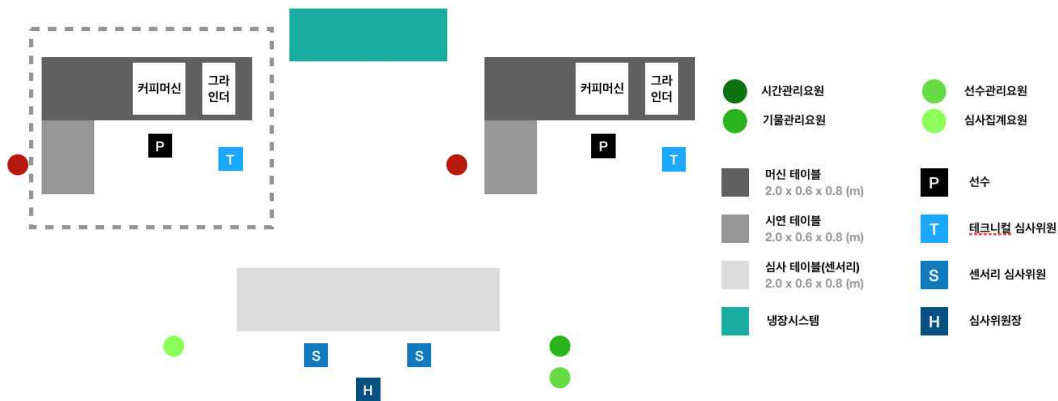 커피머신
그라
인더
P
T
커피머신
그라
인더
P
T
S
S
H
시간관리요원
선수관리요원
기물관리요원
심사집계요원
머신 테이블
2.0 x 0.6 x 0.8 (m)
P
선수
시연 테이블
2.0 x 0.6 x 0.8 (m)
T
테크니컬 심사위원
심사 테이블(센서리)
2.0 x 0.6 x 0.8 (m)
S
센서리 심사위원
냉장시스템
H
심사위원장